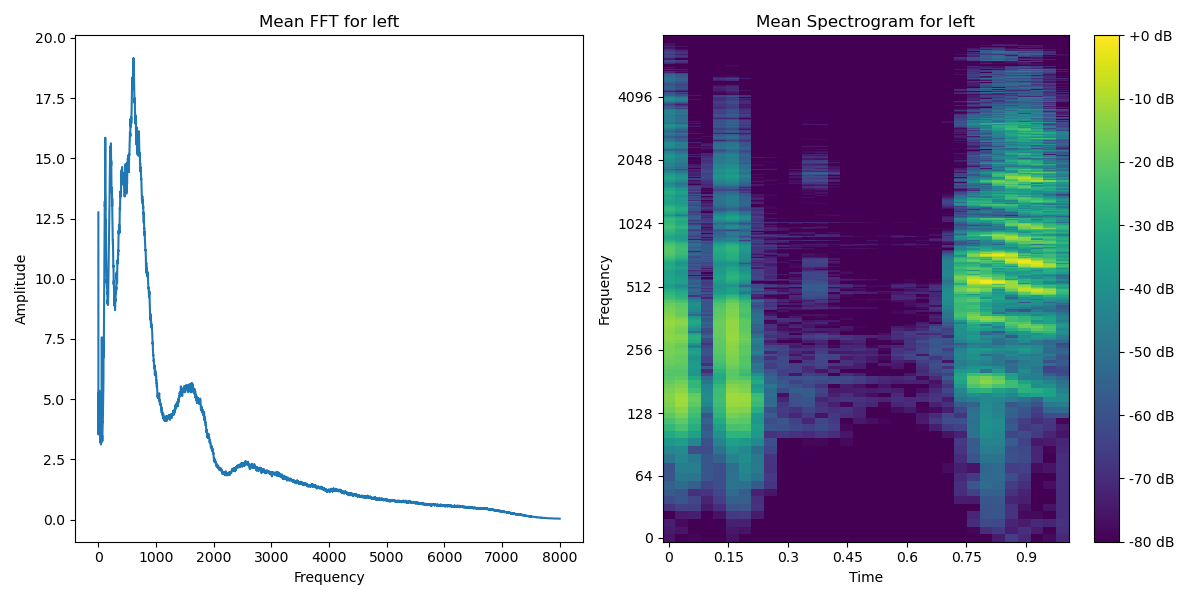 Mean FFT for left
Amplitude
20.0
17.5
15.0
12.5
10.0
7.5
5.0
2.5
0.0
0 1000 2000 3000 4000 5000 6000 7000 8000
Frequency
Mean Spectrogram for left
Frequency
4096
2048
1024
512
256
128
64
0
0 0.15 0.3 0.45 0.6 0.75 0.9
Time
+0 dB
-10 dB
-20 dB
-30 dB
-40 dB
-50 dB
-60 dB
-70 dB
-80 dB